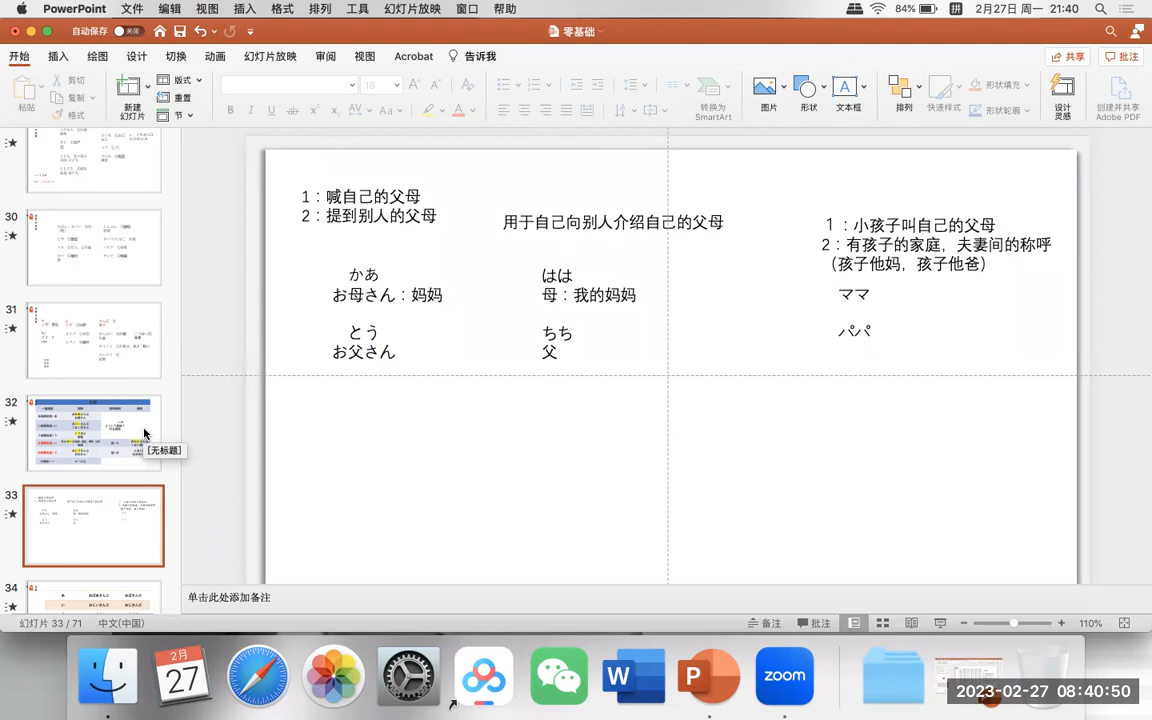 PowerPoint 文件 编辑 视图 插入 格式 排列 工具 幻灯片放映 窗口 帮助 84% 拼 2月27日 周一 21:40
自动保存 关闭 零基础
开始 插入 绘图 设计 切换 动画 幻灯片放映 审阅 视图 Acrobat 告诉我 共享 批注
粘贴 剪切 复制 格式
新建 幻灯片 版式 重置 节
18
转换为 SmartArt
图片 形状 文本框 排列 快速样式 形状填充 形状轮廓 设计 灵感 创建并共享 Adobe PDF
30
31
32
[无标题]
33
34
1：喊自己的父母
2：提到别人的父母
かあ
お母さん：妈妈
とう
お父さん
用于自己向别人介绍自己的父母
はは
母：我的妈妈
ちち
父
1：小孩子叫自己的父母
2：有孩子的家庭，夫妻间的称呼
（孩子他妈，孩子他爸）
ママ
パパ
单击此处添加备注
幻灯片 33 / 71 中文(中国) 备注 批注 110%
2月
27
W
P
zoom
2023-02-27 08:40:50